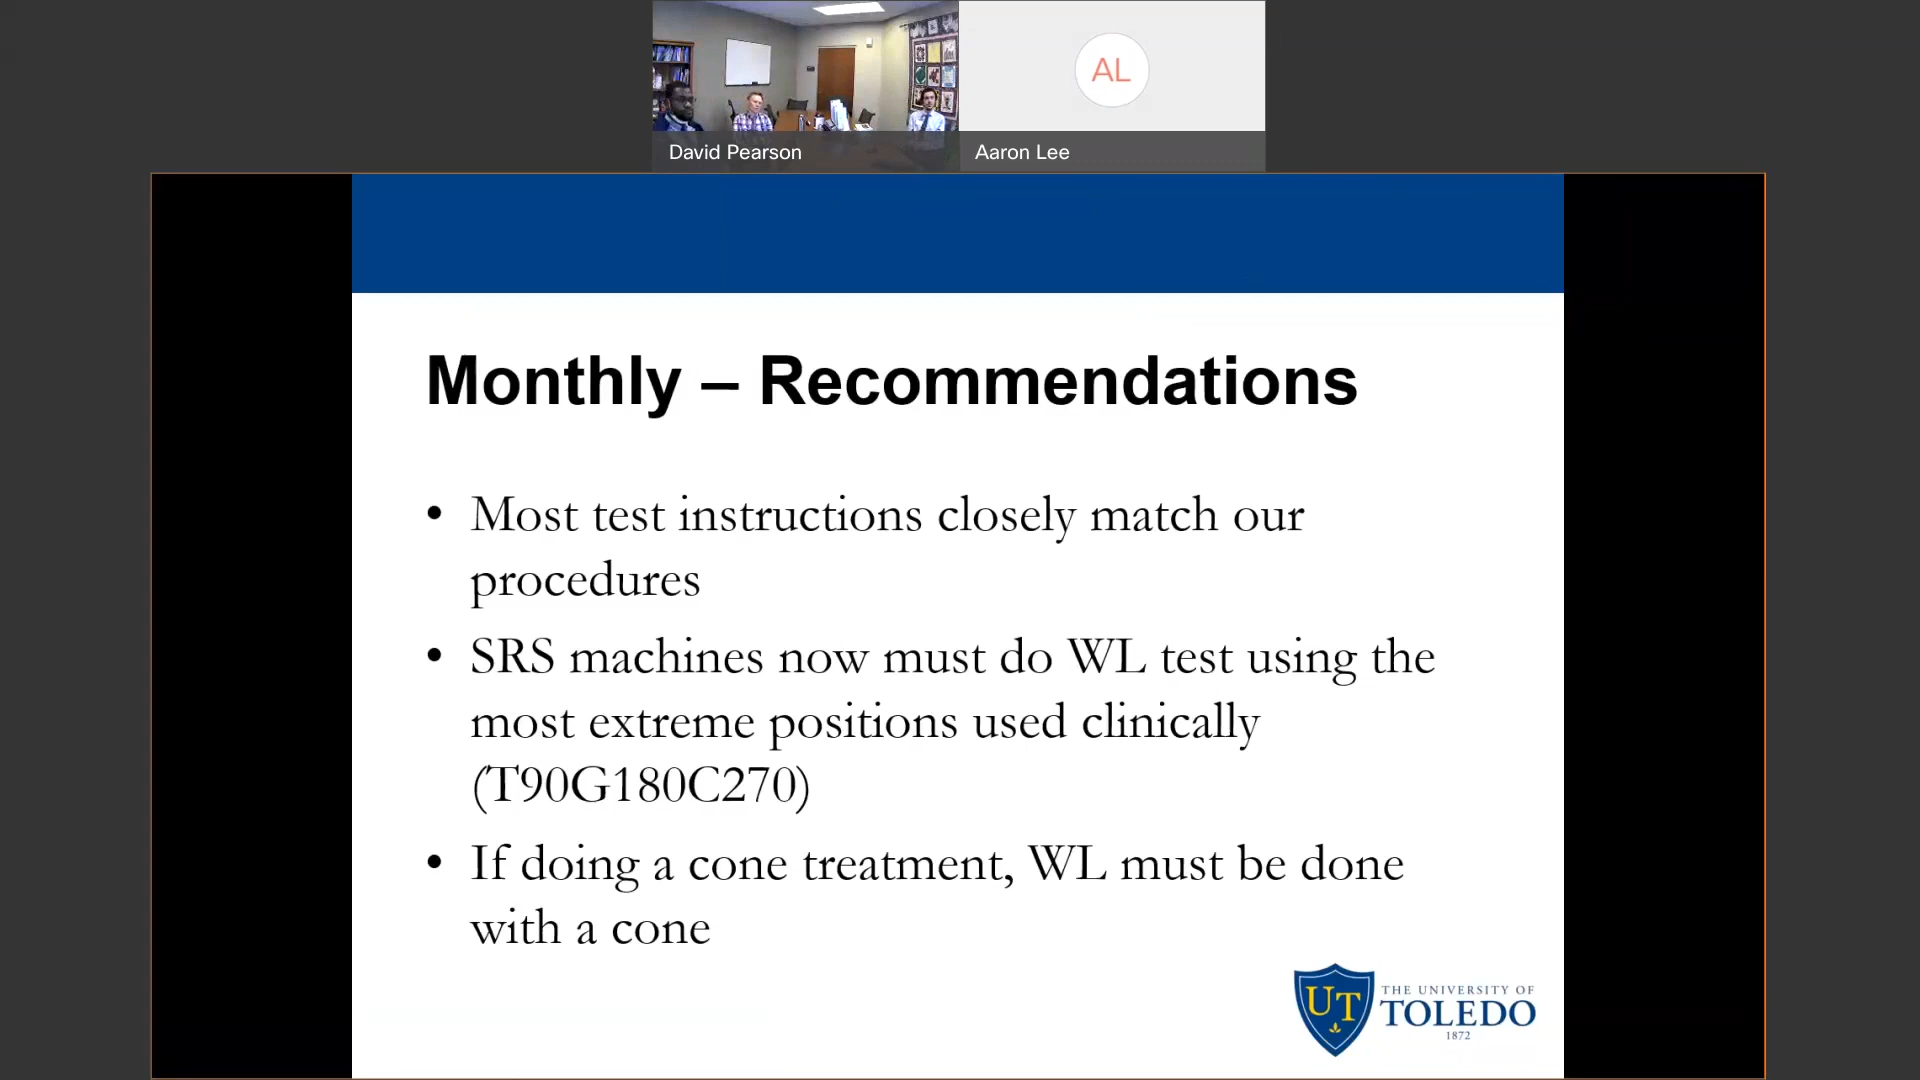 AL
David Pearson
Aaron Lee
Monthly – Recommendations
• Most test instructions closely match our
procedures
• SRS machines now must do WL test using the
most extreme positions used clinically
(T90G180C270)
• If doing a cone treatment, WL must be done
with a cone
UT
THE UNIVERSITY OF
TOLEDO
1872